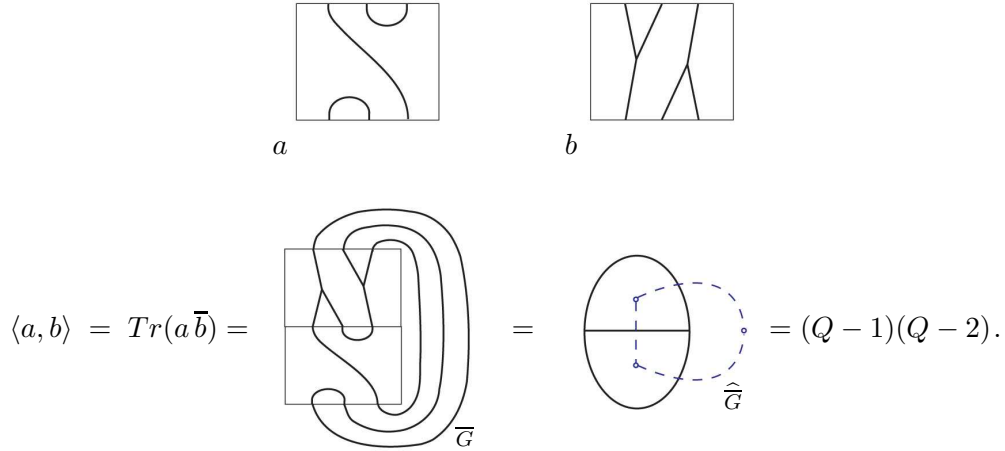 a
b
⟨a, b⟩ = Tr(a b̅) = = = (Q − 1)(Q − 2).
G̅
G̅̂